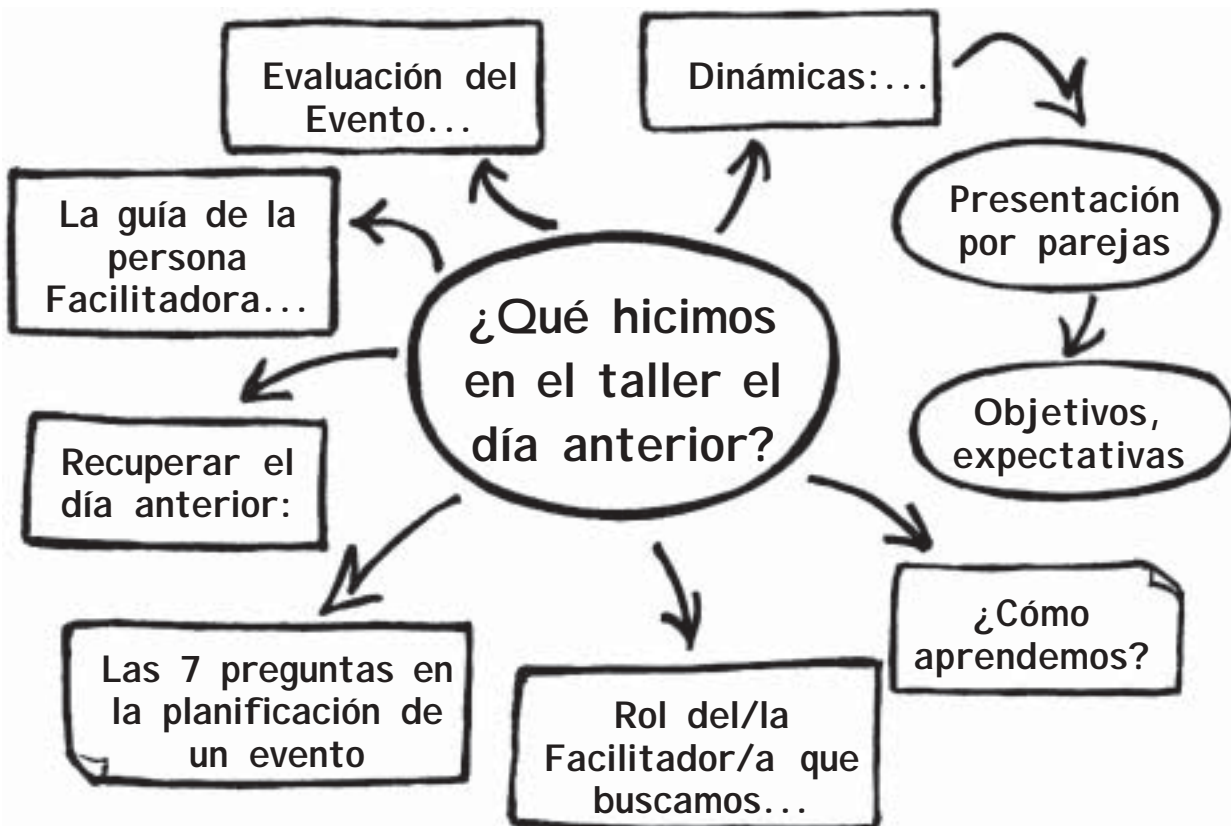 Evaluación del
Evento...
Dinámicas:...
Presentación
por parejas
Objetivos,
expectativas
La guía de la
persona
Facilitadora...
¿Qué hicimos
en el taller el
día anterior?
Recuperar el
día anterior:
¿Cómo
aprendemos?
Las 7 preguntas en
la planificación de
un evento
Rol del/la
Facilitador/a que
buscamos...